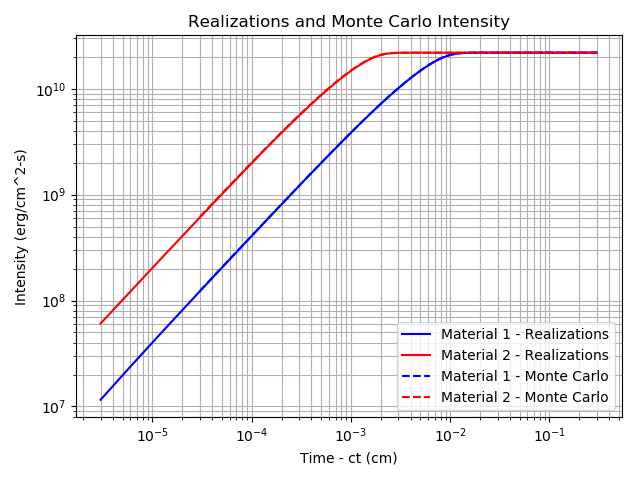 Realizations and Monte Carlo Intensity
Intensity (erg/cm^2-s)
10^10
10^9
10^8
10^7
Material 1 - Realizations
Material 2 - Realizations
Material 1 - Monte Carlo
Material 2 - Monte Carlo
10^−5 10^−4 10^−3 10^−2 10^−1
Time - ct (cm)